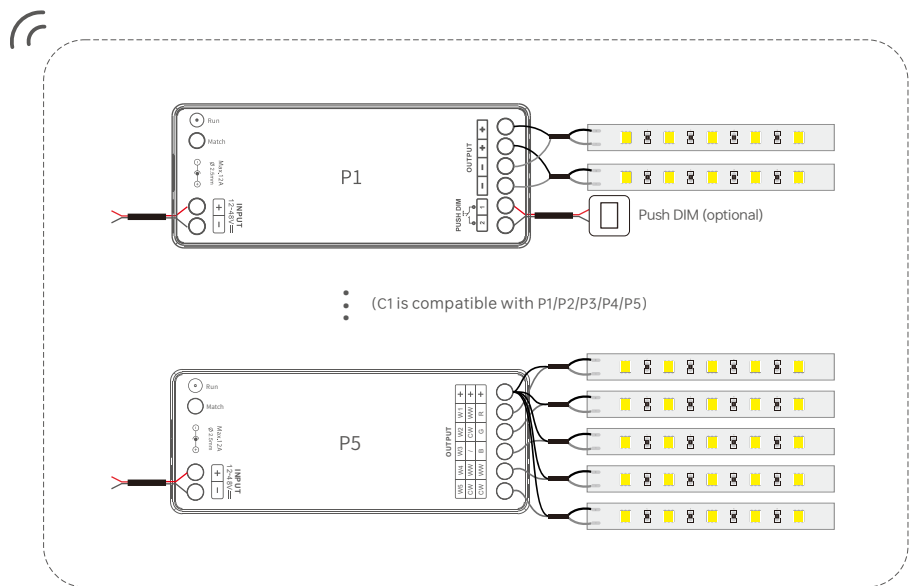 Run
Match
Max.12A
Ø 2.5mm
INPUT
12-48V
+
−
P1
OUTPUT
+
+
−
−
PUSH DIM
1
2
Push DIM (optional)
(C1 is compatible with P1/P2/P3/P4/P5)
Run
Match
Max.12A
Ø 2.5mm
INPUT
12-48V
+
−
P5
OUTPUT
+ + +
W1 WW R
W2 CW G
W3 / B
W4 WW WW
W5 CW CW